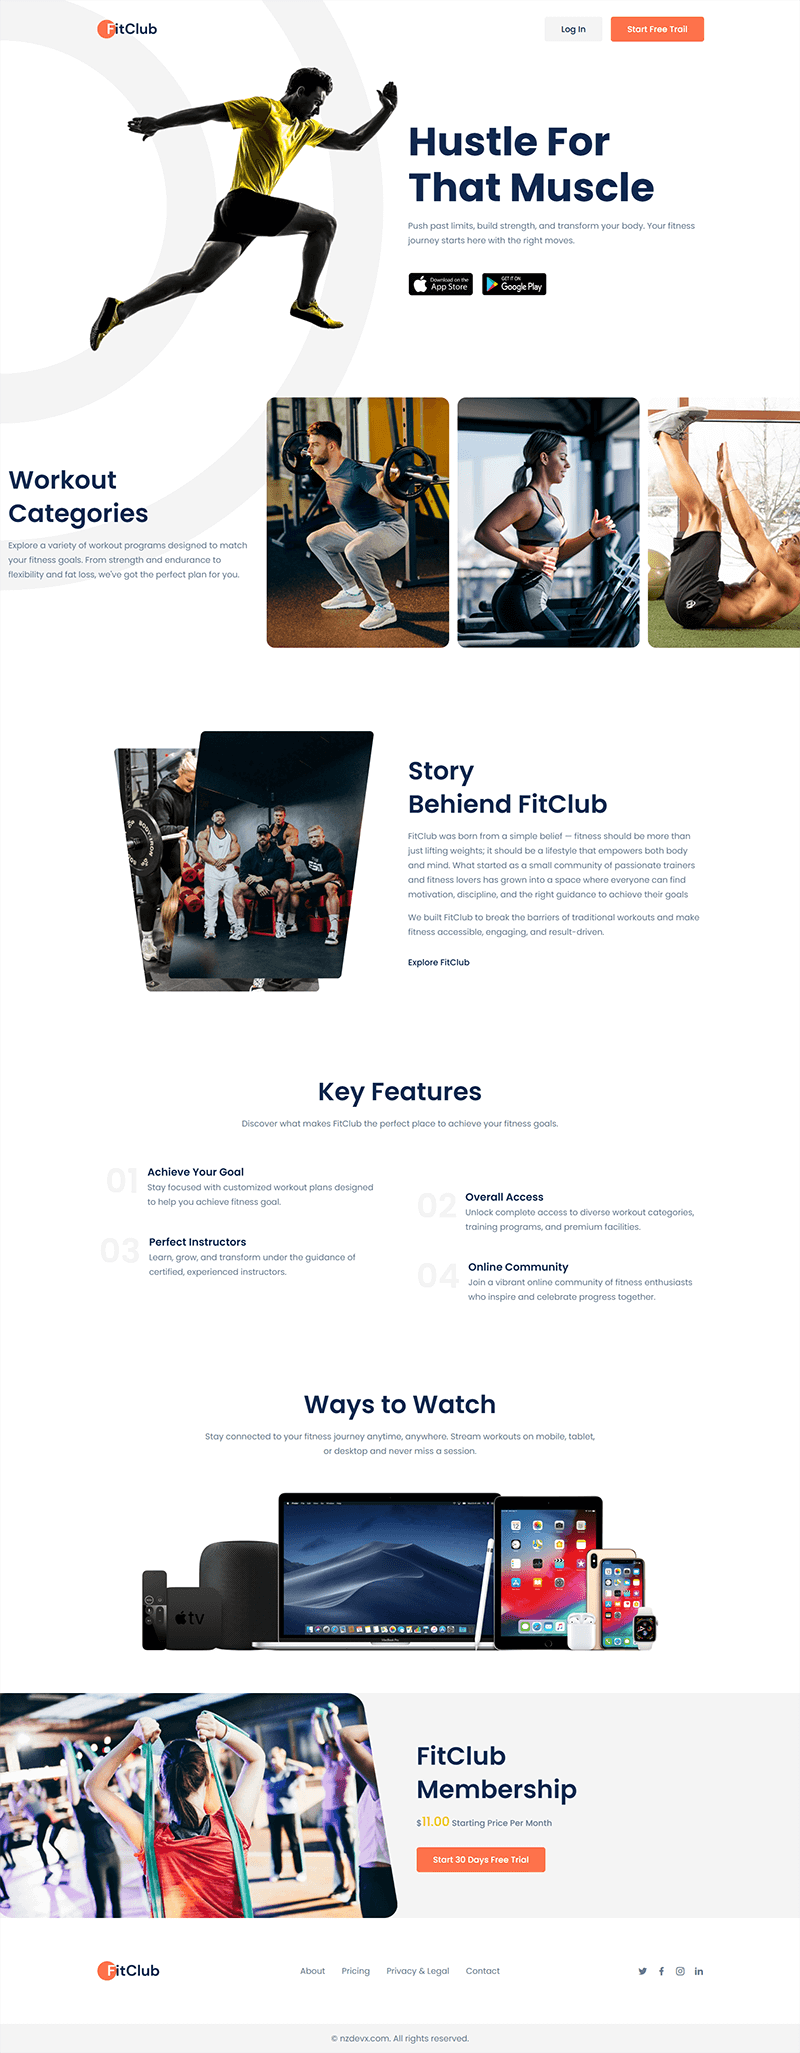 FitClub
Log In
Start Free Trail
Hustle For
That Muscle
Push past limits, build strength, and transform your body. Your fitness
journey starts here with the right moves.
Download on the
App Store
GET IT ON
Google Play
Workout
Categories
Explore a variety of workout programs designed to match
your fitness goals. From strength and endurance to
flexibility and fat loss, we've got the perfect plan for you.
Story
Behiend FitClub
FitClub was born from a simple belief — fitness should be more than
just lifting weights; it should be a lifestyle that empowers both body
and mind. What started as a small community of passionate trainers
and fitness lovers has grown into a space where everyone can find
motivation, discipline, and the right guidance to achieve their goals
We built FitClub to break the barriers of traditional workouts and make
fitness accessible, engaging, and result-driven.
Explore FitClub
Key Features
Discover what makes FitClub the perfect place to achieve your fitness goals.
01
Achieve Your Goal
Stay focused with customized workout plans designed
to help you achieve fitness goal.
02
Overall Access
Unlock complete access to diverse workout categories,
training programs, and premium facilities.
03
Perfect Instructors
Learn, grow, and transform under the guidance of
certified, experienced instructors.
04
Online Community
Join a vibrant online community of fitness enthusiasts
who inspire and celebrate progress together.
Ways to Watch
Stay connected to your fitness journey anytime, anywhere. Stream workouts on mobile, tablet,
or desktop and never miss a session.
tv
MacBook Pro
FitClub
Membership
$11.00 Starting Price Per Month
Start 30 Days Free Trial
FitClub
About
Pricing
Privacy & Legal
Contact
© nzdevx.com. All rights reserved.